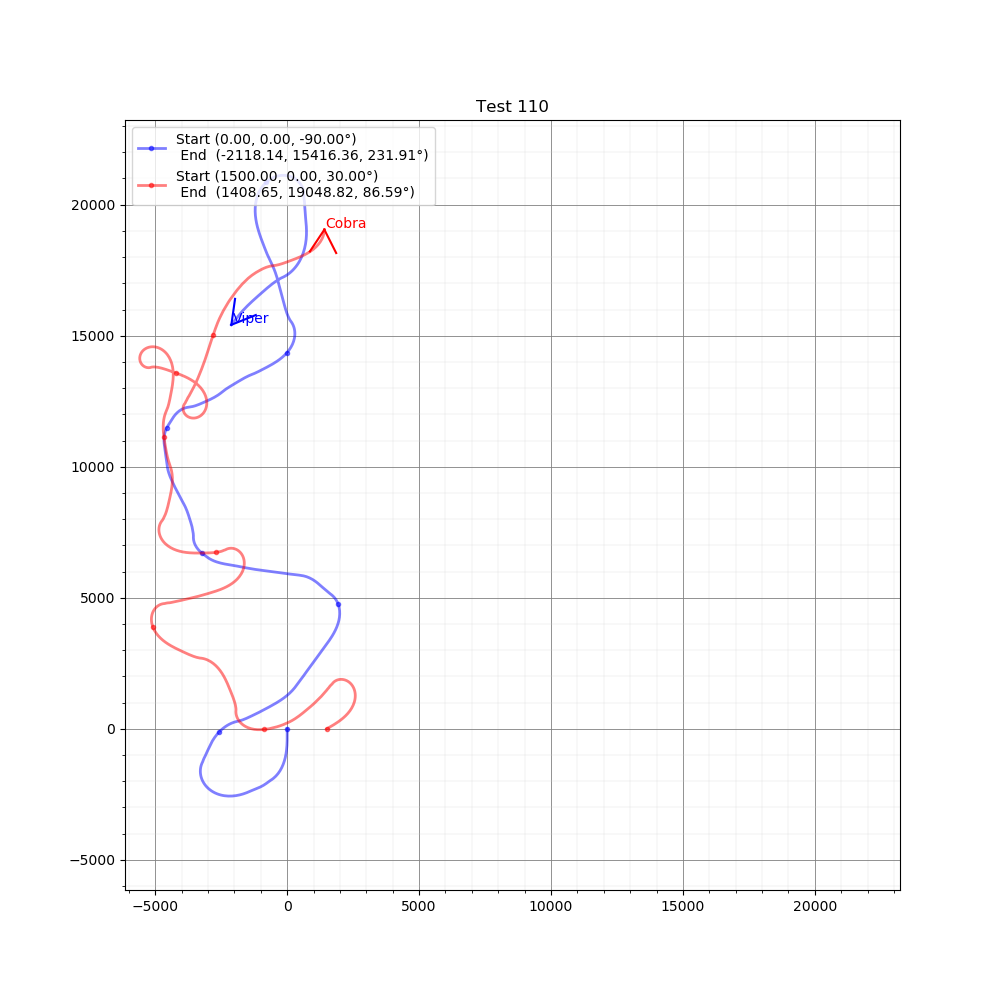 Test 110
Start (0.00, 0.00, -90.00°)
End (-2118.14, 15416.36, 231.91°)
Start (1500.00, 0.00, 30.00°)
End (1408.65, 19048.82, 86.59°)
20000
Cobra
Viper
15000
10000
5000
0
−5000
−5000 0 5000 10000 15000 20000